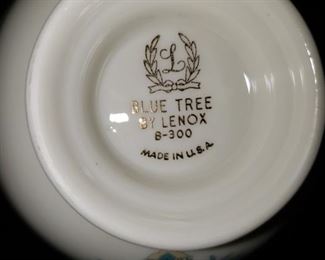 L
BLUE TREE
BY LENOX
B-300
MADE IN U.S.A.